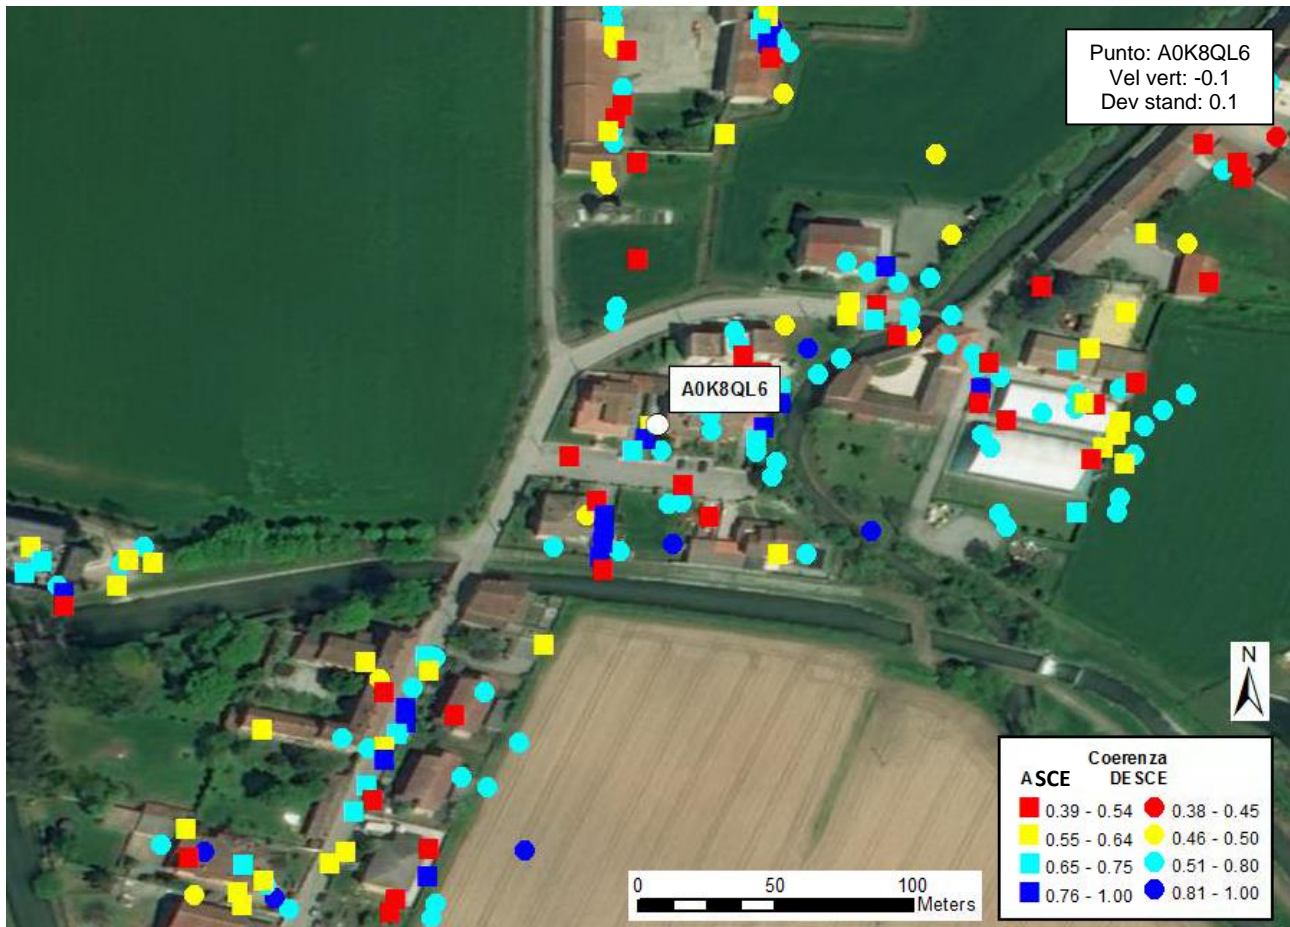 Punto: A0K8QL6
Vel vert: -0.1
Dev stand: 0.1
A0K8QL6
N
Coerenza
ASCE DESCE
0.39 - 0.54 0.38 - 0.45
0.55 - 0.64 0.46 - 0.50
0.65 - 0.75 0.51 - 0.80
0.76 - 1.00 0.81 - 1.00
0 50 100
Meters